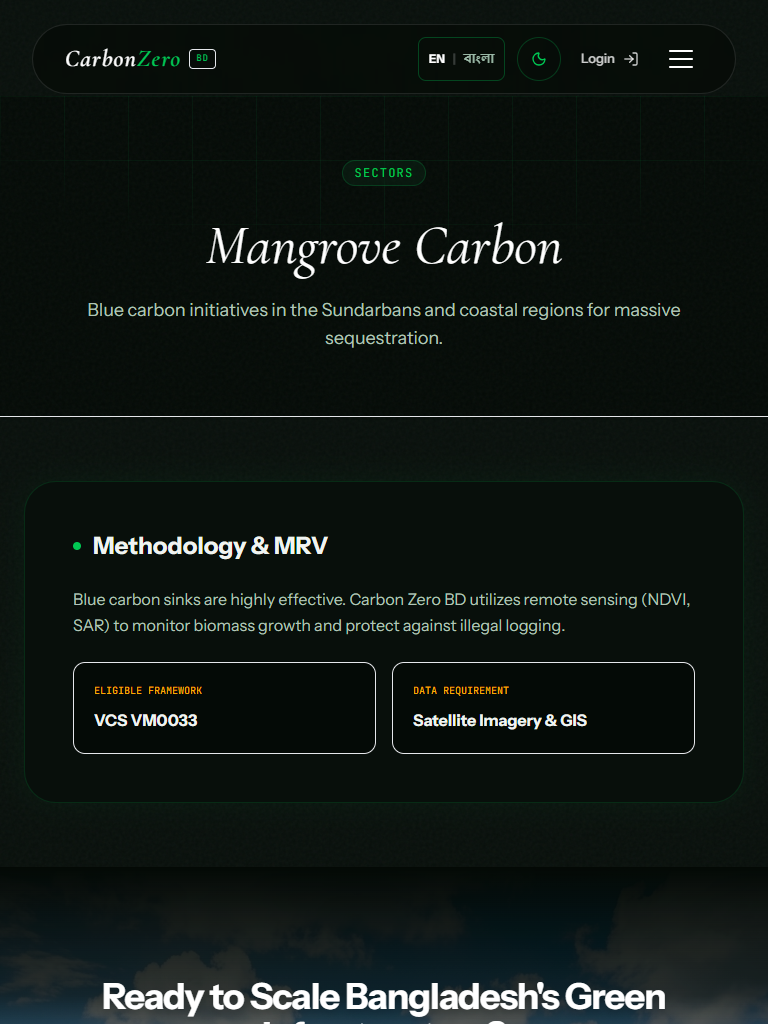 CarbonZero BD EN | বাংলা Login
SECTORS
Mangrove Carbon
Blue carbon initiatives in the Sundarbans and coastal regions for massive
sequestration.
Methodology & MRV
Blue carbon sinks are highly effective. Carbon Zero BD utilizes remote sensing (NDVI,
SAR) to monitor biomass growth and protect against illegal logging.
ELIGIBLE FRAMEWORK
VCS VM0033
DATA REQUIREMENT
Satellite Imagery & GIS
Ready to Scale Bangladesh's Green